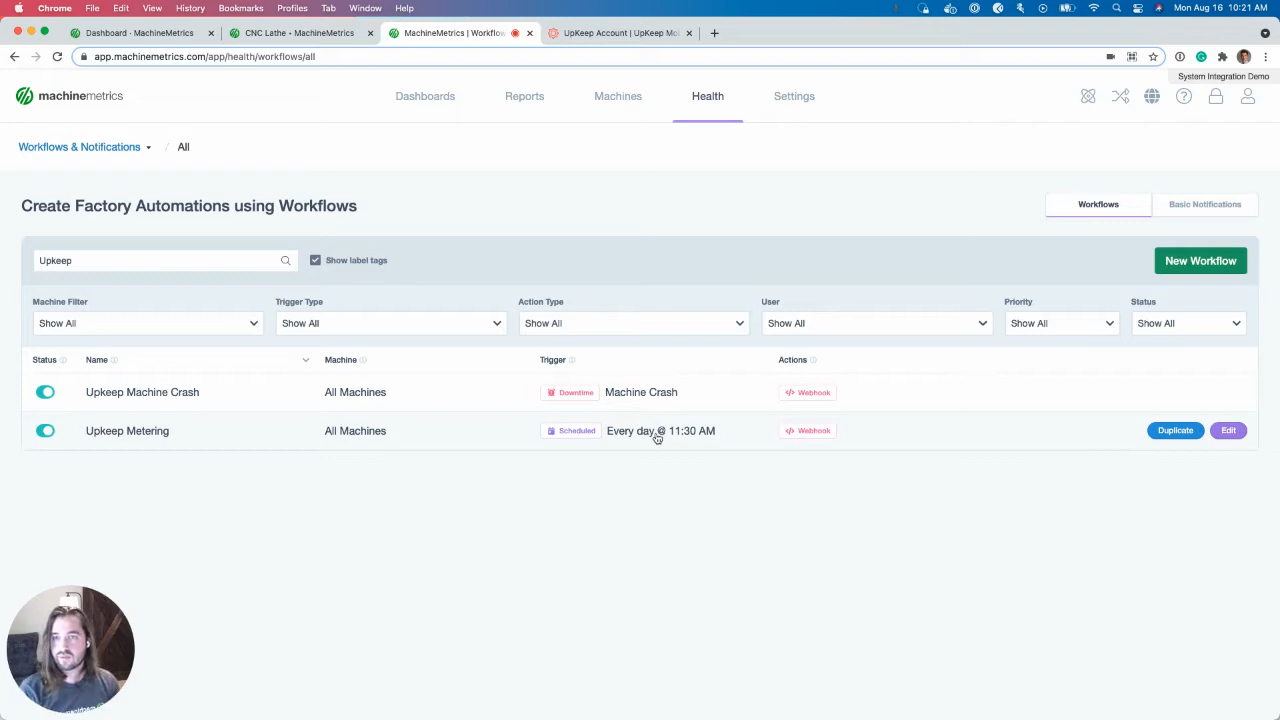 Chrome File Edit View History Bookmarks Profiles Tab Window Help Mon Aug 16 10:21 AM
Dashboard - MachineMetrics CNC Lathe • MachineMetrics MachineMetrics | Workflow UpKeep Account | UpKeep Mo
app.machinemetrics.com/app/health/workflows/all
System Integration Demo
machinemetrics Dashboards Reports Machines Health Settings
Workflows & Notifications / All
Create Factory Automations using Workflows
Workflows Basic Notifications
Upkeep Show label tags New Workflow
Machine Filter Trigger Type Action Type User Priority Status
Show All Show All Show All Show All Show All Show All
Status Name Machine Trigger Actions
Upkeep Machine Crash All Machines Downtime Machine Crash </> Webhook
Upkeep Metering All Machines Scheduled Every day @ 11:30 AM </> Webhook Duplicate Edit